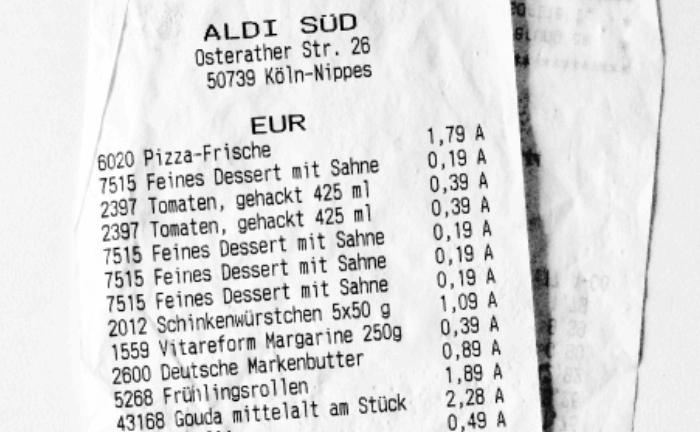 ALDI SÜD
Osterather Str. 26
50739 Köln-Nippes
EUR
6020 Pizza-Frische 1,79 A
7515 Feines Dessert mit Sahne 0,19 A
2397 Tomaten, gehackt 425 ml 0,39 A
2397 Tomaten, gehackt 425 ml 0,39 A
7515 Feines Dessert mit Sahne 0,19 A
7515 Feines Dessert mit Sahne 0,19 A
7515 Feines Dessert mit Sahne 0,19 A
2012 Schinkenwürstchen 5x50 g 1,09 A
1559 Vitareform Margarine 250g 0,39 A
2600 Deutsche Markenbutter 0,89 A
5268 Frühlingsrollen 1,89 A
43168 Gouda mittelalt am Stück 2,28 A
0,49 A